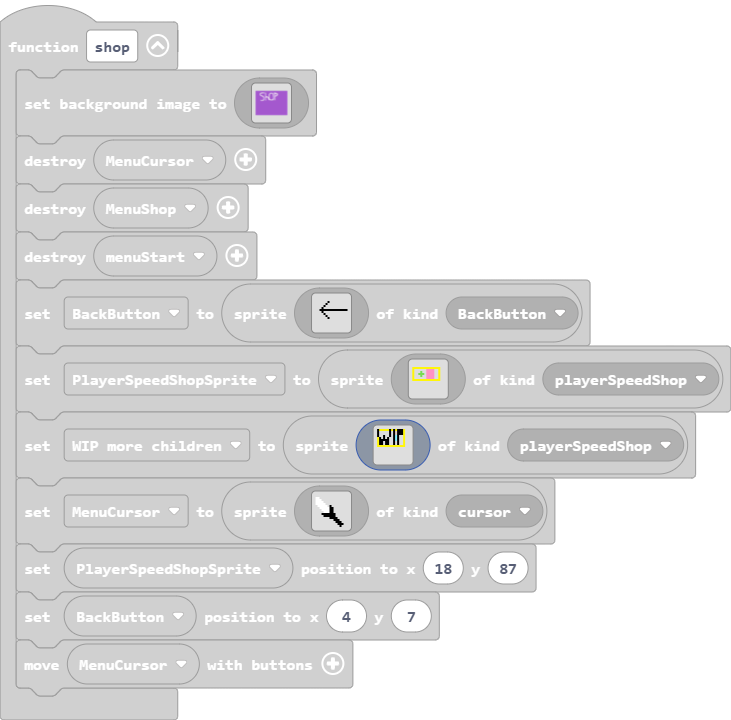 function shop
set background image to SHOP
destroy MenuCursor
destroy MenuShop
destroy menuStart
set BackButton to sprite of kind BackButton
set PlayerSpeedShopSprite to sprite of kind playerSpeedShop
set WIP more children to sprite WIP of kind playerSpeedShop
set MenuCursor to sprite of kind cursor
set PlayerSpeedShopSprite position to x 18 y 87
set BackButton position to x 4 y 7
move MenuCursor with buttons